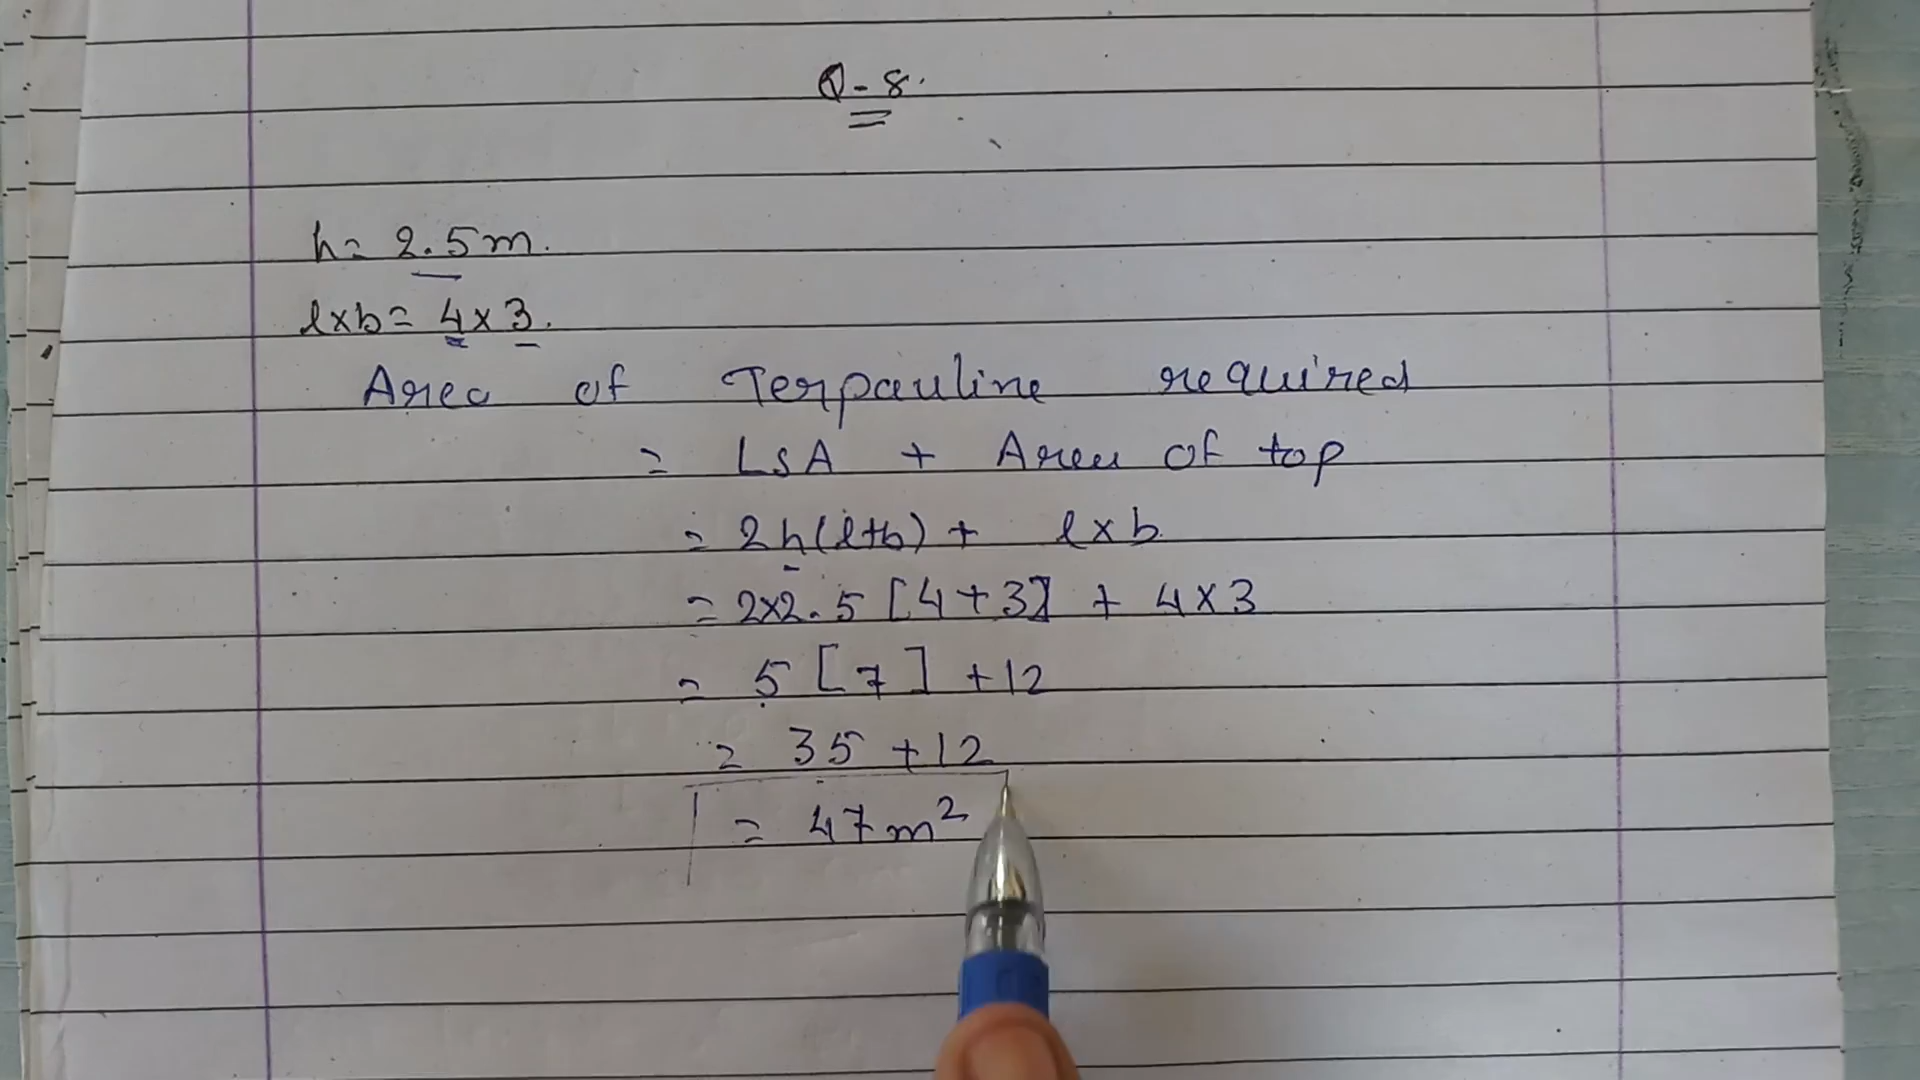 Q-8.
h= 2.5m.
l×b= 4×3.
Area of Terpauline required
= LSA + Area of top
= 2h(l+b) + l×b
= 2×2.5 [4+3] + 4×3
= 5 [7] +12
= 35 +12
= 47m²